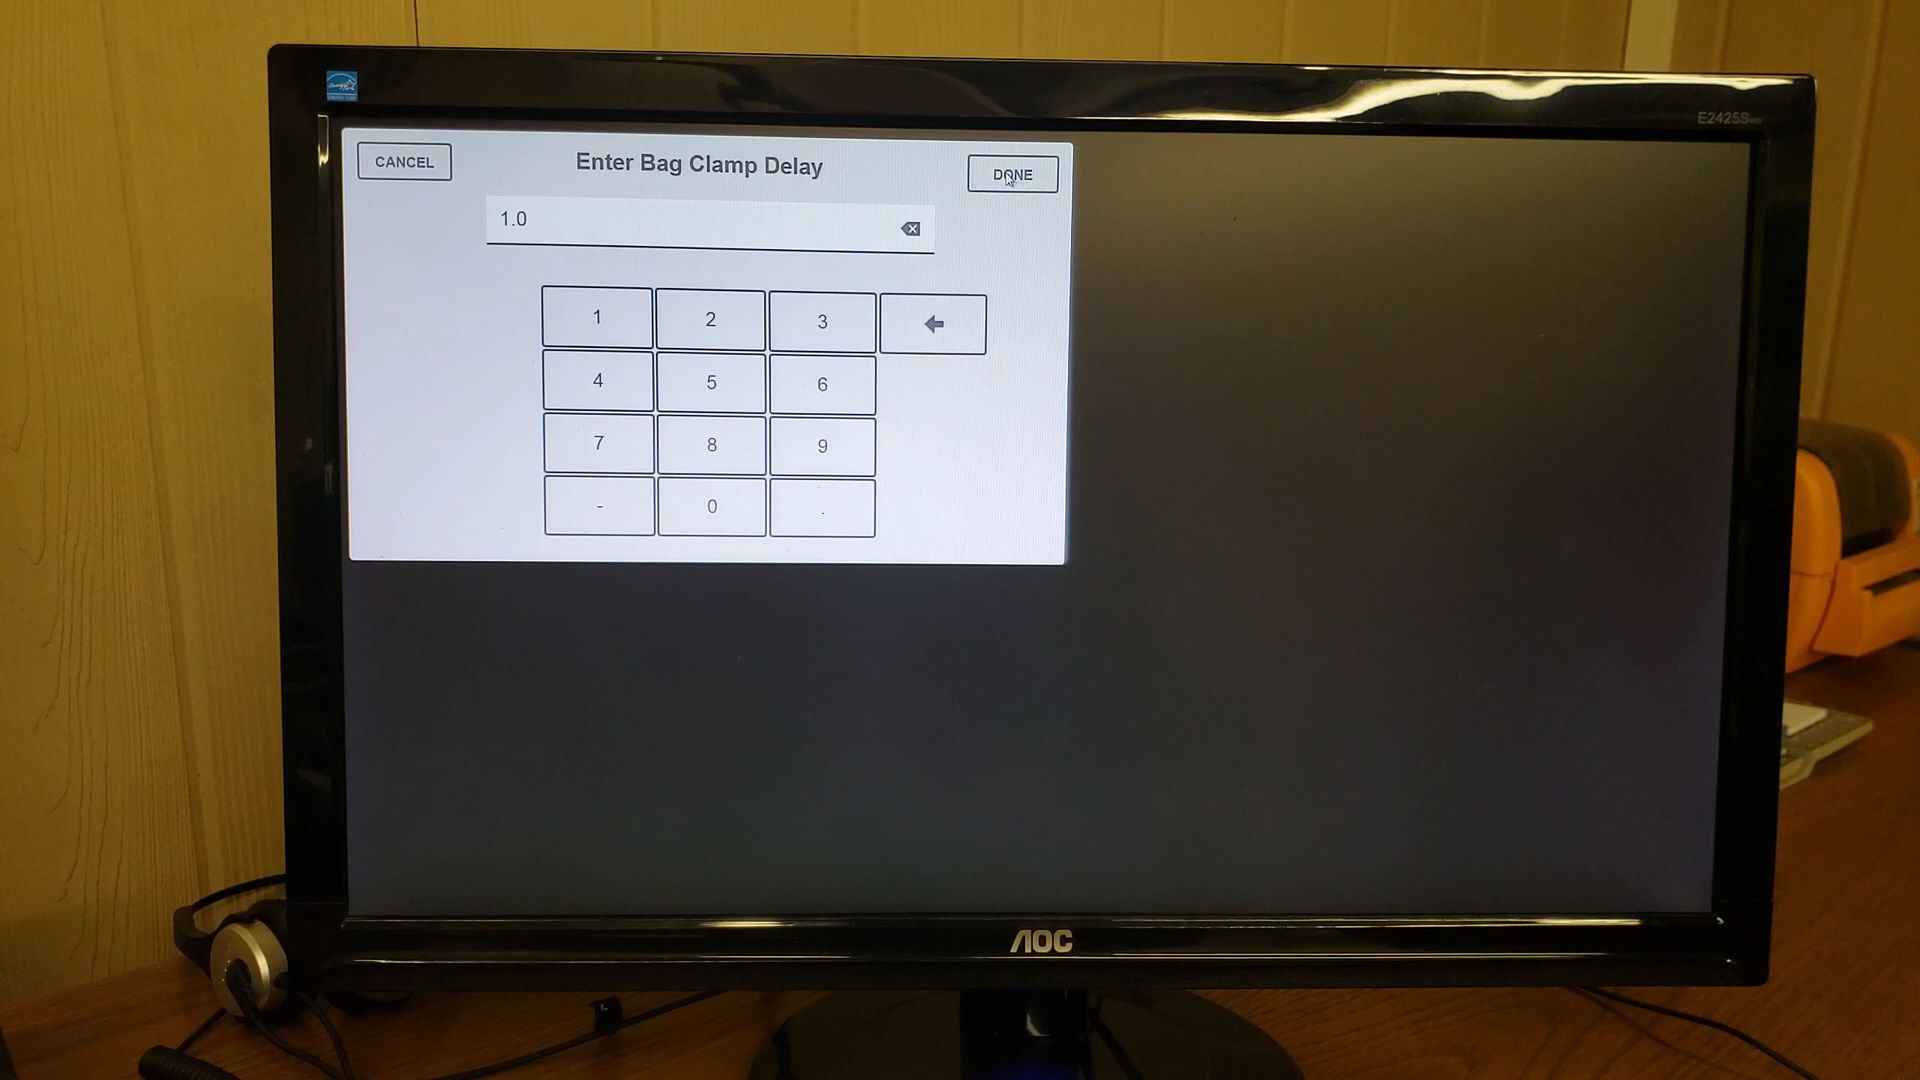 E2425S
CANCEL
Enter Bag Clamp Delay
DONE
1.0
1 2 3
4 5 6
7 8 9
- 0 .
AOC